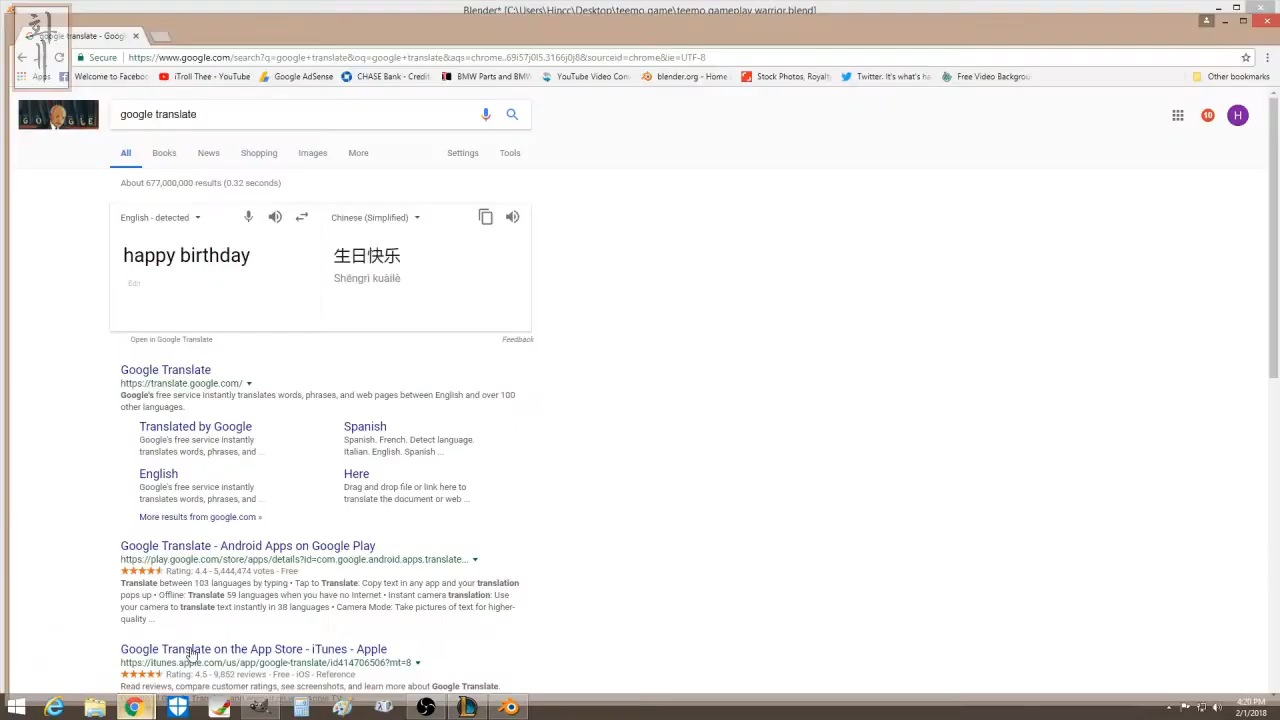 Blender* [C:\Users\Hincc\Desktop\teemo game\teemo gameplay warrior.blend]
google translate - Goog
Secure
https://www.google.com/search?q=google+translate&oq=google+translate&aqs=chrome..69i57j0l5.3166j0j8&sourceid=chrome&ie=UTF-8
Apps Welcome to Facebo iTroll Thee - YouTube Google AdSense CHASE Bank - Credit BMW Parts and BMW YouTube Video Con blender.org - Home Stock Photos, Royalt Twitter. It's what's ha Free Video Backgrou Other bookmarks
GOOGLE
google translate
10 H
All Books News Shopping Images More Settings Tools
About 677,000,000 results (0.32 seconds)
English - detected Chinese (Simplified)
happy birthday 生日快乐
Shēngrì kuàilè
Edit
Open in Google Translate Feedback
Google Translate
https://translate.google.com/
Google's free service instantly translates words, phrases, and web pages between English and over 100
other languages.
Translated by Google Spanish
Google's free service instantly Spanish. French. Detect language.
translates words, phrases, and ... Italian. English. Spanish ...
English Here
Google's free service instantly Drag and drop file or link here to
translates words, phrases, and ... translate the document or web ...
More results from google.com »
Google Translate - Android Apps on Google Play
https://play.google.com/store/apps/details?id=com.google.android.apps.translate...
Rating: 4.4 - 5,444,474 votes - Free
Translate between 103 languages by typing • Tap to Translate: Copy text in any app and your translation
pops up • Offline: Translate 59 languages when you have no Internet • Instant camera translation: Use
your camera to translate text instantly in 38 languages • Camera Mode: Take pictures of text for higher-
quality ...
Google Translate on the App Store - iTunes - Apple
https://itunes.apple.com/us/app/google-translate/id414706506?mt=8
Rating: 4.5 - 9,852 reviews - Free - iOS - Reference
Read reviews, compare customer ratings, see screenshots, and learn more about Google Translate.
4:20 PM
2/1/2018